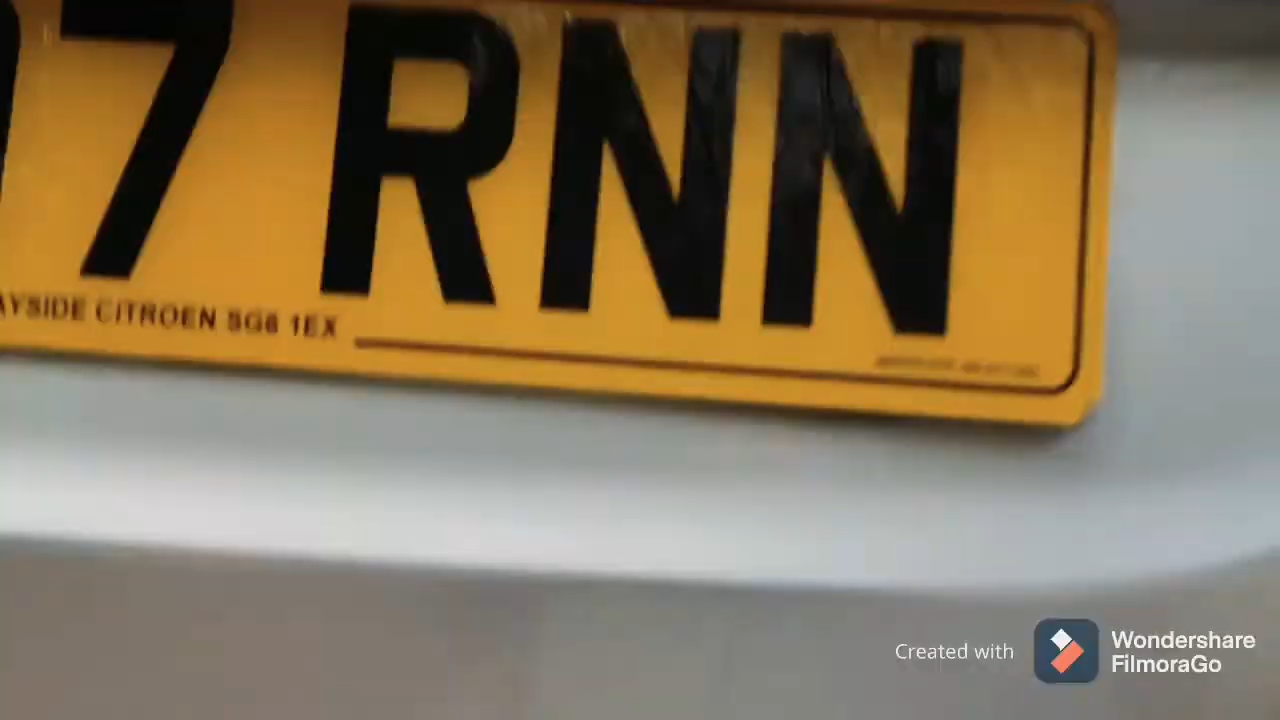 7 RNN
AYSIDE CITROEN SG6 1EX
Created with
Wondershare
FilmoraGo